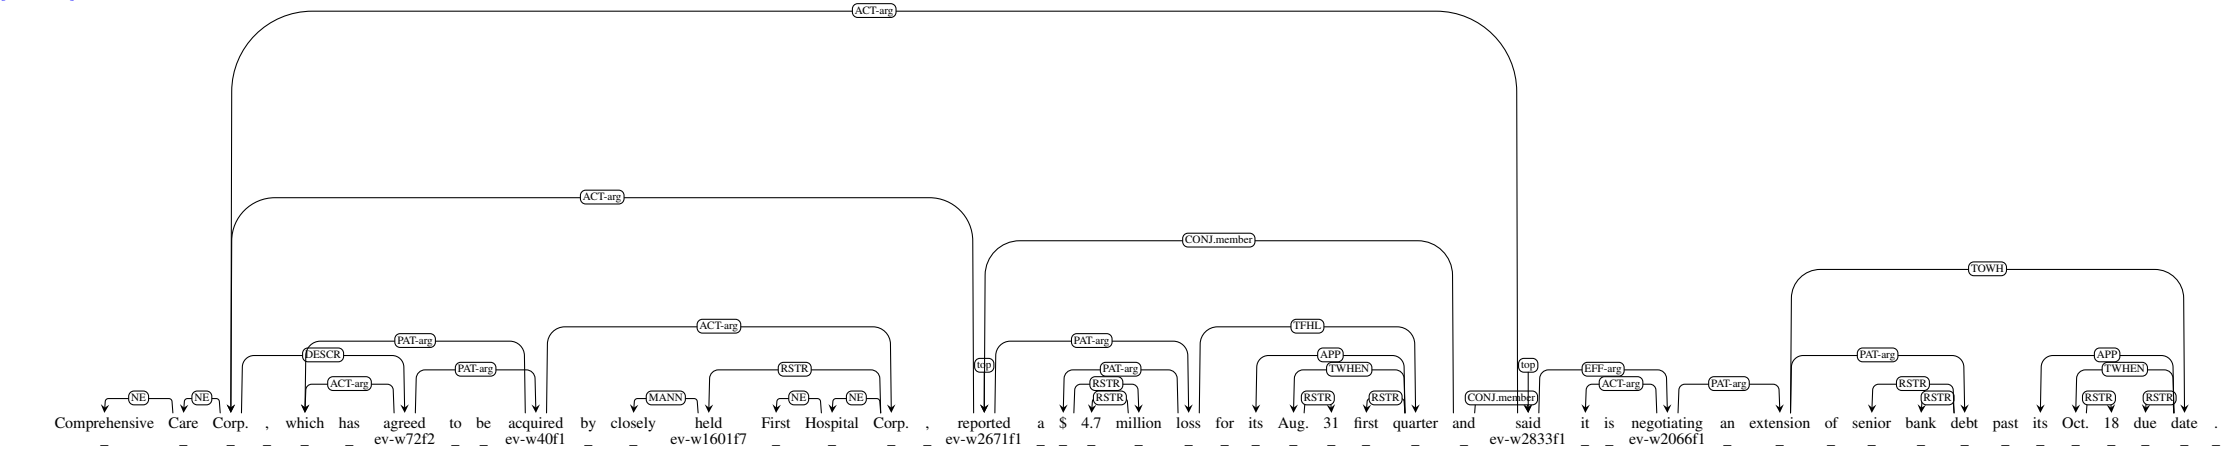 ACT-arg
ACT-arg
CONJ.member
TOWH
ACT-arg TFHL
PAT-arg PAT-arg
DESCR APP PAT-arg APP
PAT-arg top RSTR PAT-arg TWHEN top EFF-arg TWHEN
ACT-arg RSTR ACT-arg PAT-arg RSTR
NE NE MANN NE NE RSTR RSTR RSTR CONJ.member RSTR RSTR RSTR
Comprehensive Care Corp. , which has agreed to be acquired by closely held First Hospital Corp. , reported a $ 4.7 million loss for its Aug. 31 first quarter and said it is negotiating an extension of senior bank debt past its Oct. 18 due date .
_ _ _ _ _ _ ev-w72f2 _ _ ev-w40f1 _ _ ev-w1601f7 _ _ _ _ ev-w2671f1 _ _ _ _ _ _ _ _ _ _ _ _ ev-w2833f1 _ _ ev-w2066f1 _ _ _ _ _ _ _ _ _ _ _ _ _